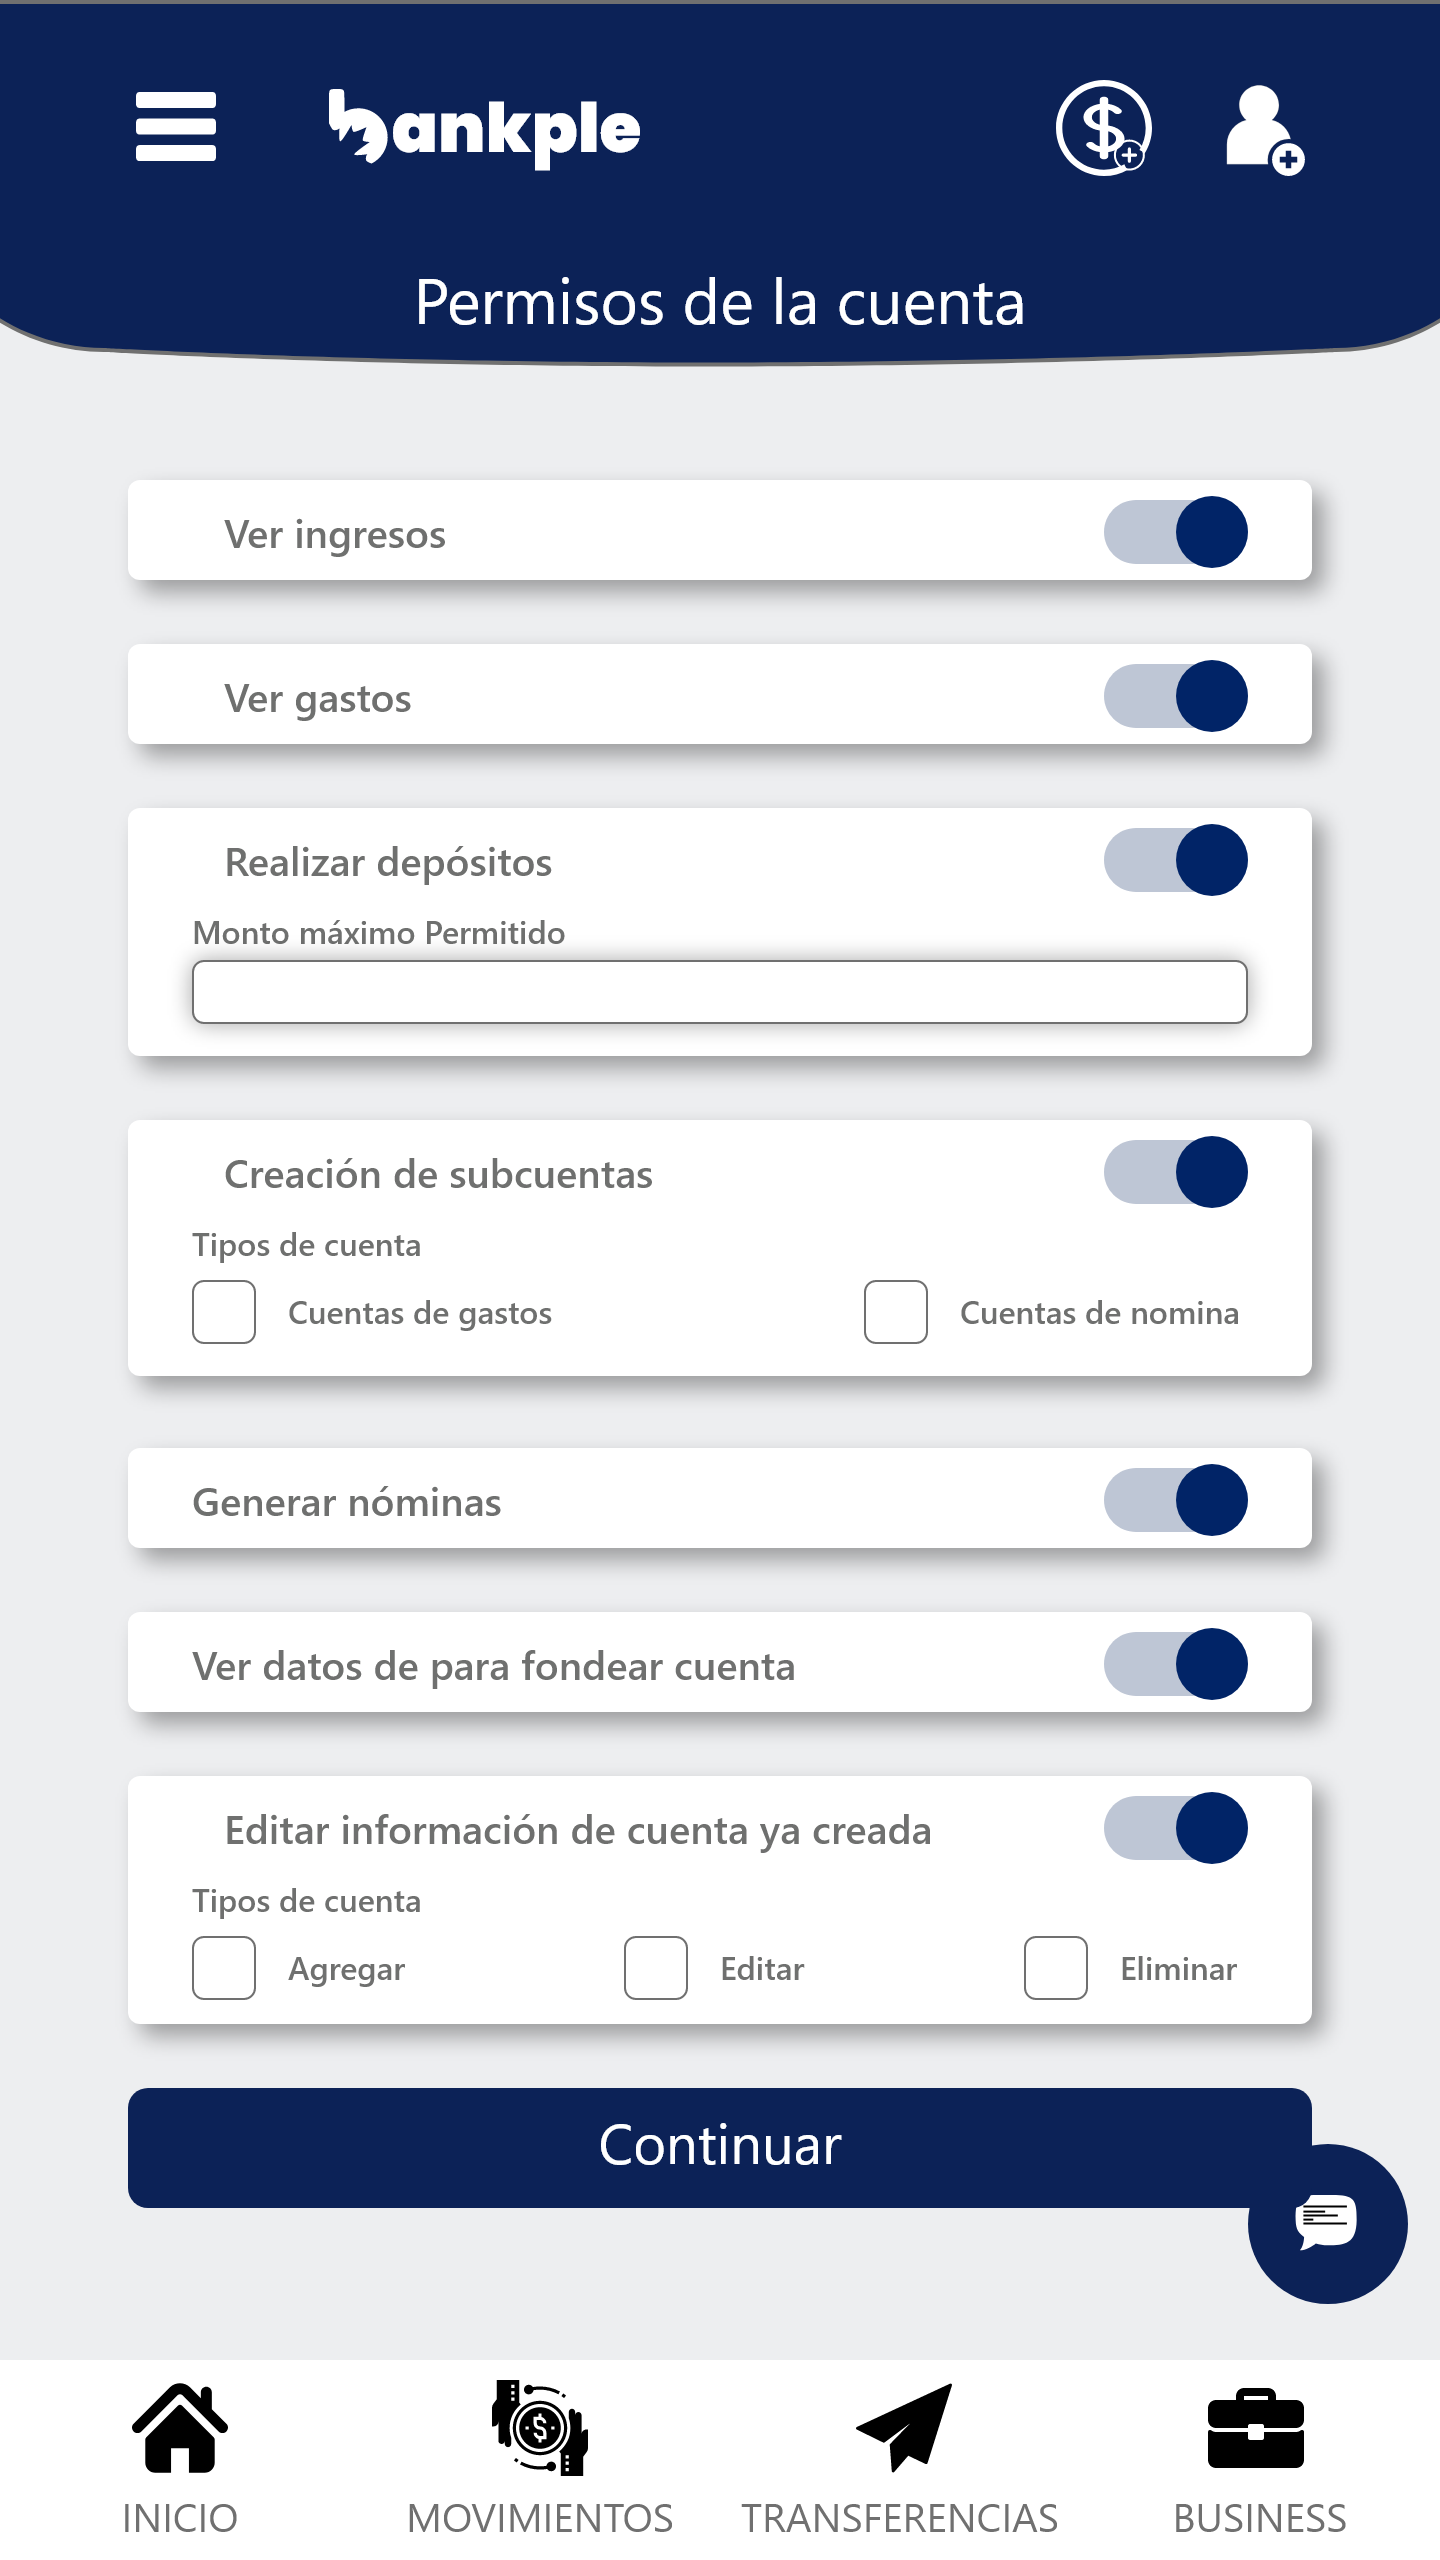 bankple
Permisos de la cuenta
Ver ingresos
Ver gastos
Realizar depósitos
Monto máximo Permitido
Creación de subcuentas
Tipos de cuenta
Cuentas de gastos
Cuentas de nomina
Generar nóminas
Ver datos de para fondear cuenta
Editar información de cuenta ya creada
Tipos de cuenta
Agregar
Editar
Eliminar
Continuar
INICIO
MOVIMIENTOS
TRANSFERENCIAS
BUSINESS